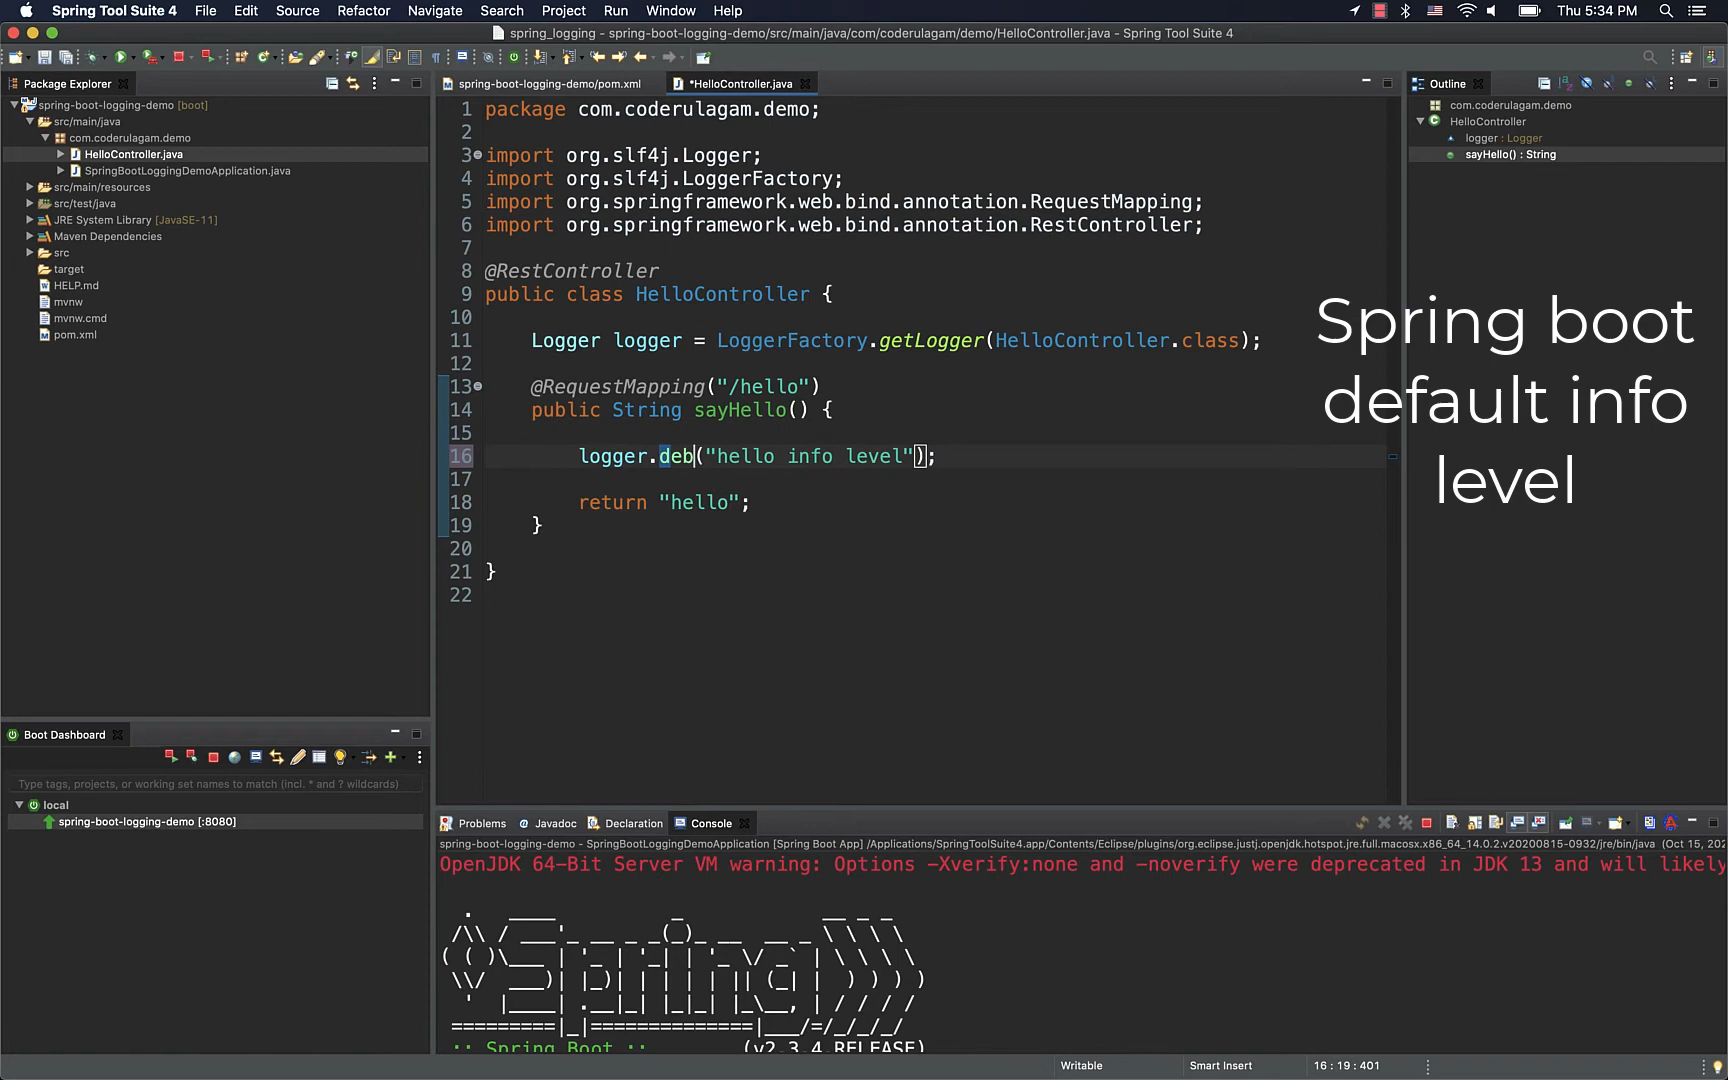 Spring Tool Suite 4 File Edit Source Refactor Navigate Search Project Run Window Help Thu 5:34 PM
spring_logging - spring-boot-logging-demo/src/main/java/com/coderulagam/demo/HelloController.java - Spring Tool Suite 4
Package Explorer
spring-boot-logging-demo [boot]
src/main/java
com.coderulagam.demo
HelloController.java
SpringBootLoggingDemoApplication.java
src/main/resources
src/test/java
JRE System Library [JavaSE-11]
Maven Dependencies
src
target
HELP.md
mvnw
mvnw.cmd
pom.xml
spring-boot-logging-demo/pom.xml
*HelloController.java
1 package com.coderulagam.demo;
2
3 import org.slf4j.Logger;
4 import org.slf4j.LoggerFactory;
5 import org.springframework.web.bind.annotation.RequestMapping;
6 import org.springframework.web.bind.annotation.RestController;
7
8 @RestController
9 public class HelloController {
10
11 Logger logger = LoggerFactory.getLogger(HelloController.class);
12
13 @RequestMapping("/hello")
14 public String sayHello() {
15
16 logger.deb("hello info level");
17
18 return "hello";
19 }
20
21 }
22
Outline
com.coderulagam.demo
HelloController
logger : Logger
sayHello() : String
Spring boot
default info
level
Boot Dashboard
Type tags, projects, or working set names to match (incl. * and ? wildcards)
local
spring-boot-logging-demo [:8080]
Problems @ Javadoc Declaration Console
spring-boot-logging-demo - SpringBootLoggingDemoApplication [Spring Boot App] /Applications/SpringToolSuite4.app/Contents/Eclipse/plugins/org.eclipse.justj.openjdk.hotspot.jre.full.macosx.x86_64_14.0.2.v20200815-0932/jre/bin/java (Oct 15, 202
OpenJDK 64-Bit Server VM warning: Options -Xverify:none and -noverify were deprecated in JDK 13 and will likely
Spring
:: Spring Boot :: (v2.3.4.RELEASE)
Writable Smart Insert 16 : 19 : 401